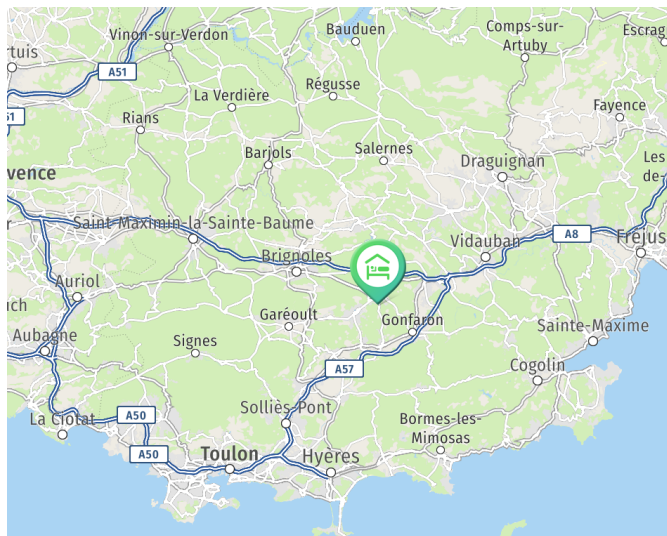 Vinon-sur-Verdon
Bauduen
Comps-sur-
Artuby
Escrag
rtuis
A51
Régusse
La Verdière
Fayence
51
Rians
Salernes
Barjols
Draguignan
Les
de-
vence
Saint-Maximin-la-Sainte-Baume
A8
Vidauban
Fréjus
Brignoles
Auriol
uch
Garéoult
Gonfaron
Sainte-Maxime
Aubagne
Signes
A57
Cogolin
Solliès-Pont
La Ciotat
A50
Bormes-les-
Mimosas
A50
Toulon
Hyères